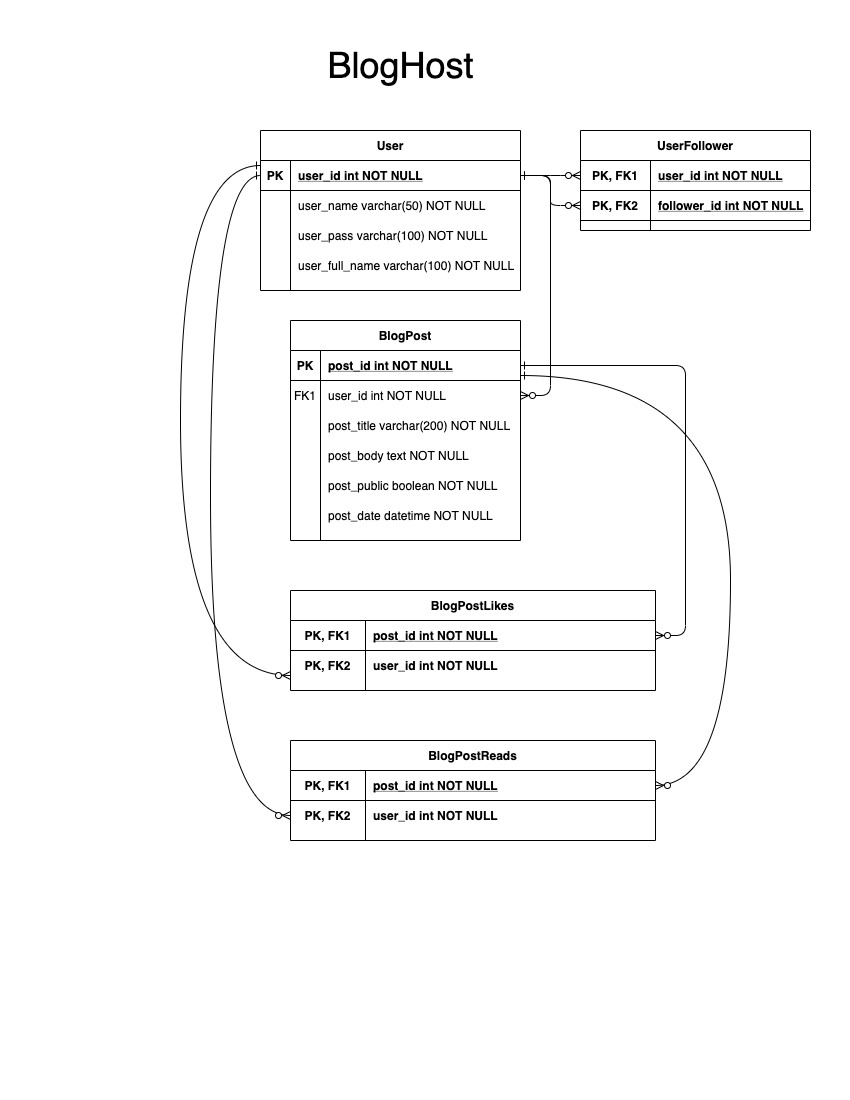 BlogHost
User
PK user_id int NOT NULL
user_name varchar(50) NOT NULL
user_pass varchar(100) NOT NULL
user_full_name varchar(100) NOT NULL
UserFollower
PK, FK1 user_id int NOT NULL
PK, FK2 follower_id int NOT NULL
BlogPost
PK post_id int NOT NULL
FK1 user_id int NOT NULL
post_title varchar(200) NOT NULL
post_body text NOT NULL
post_public boolean NOT NULL
post_date datetime NOT NULL
BlogPostLikes
PK, FK1 post_id int NOT NULL
PK, FK2 user_id int NOT NULL
BlogPostReads
PK, FK1 post_id int NOT NULL
PK, FK2 user_id int NOT NULL